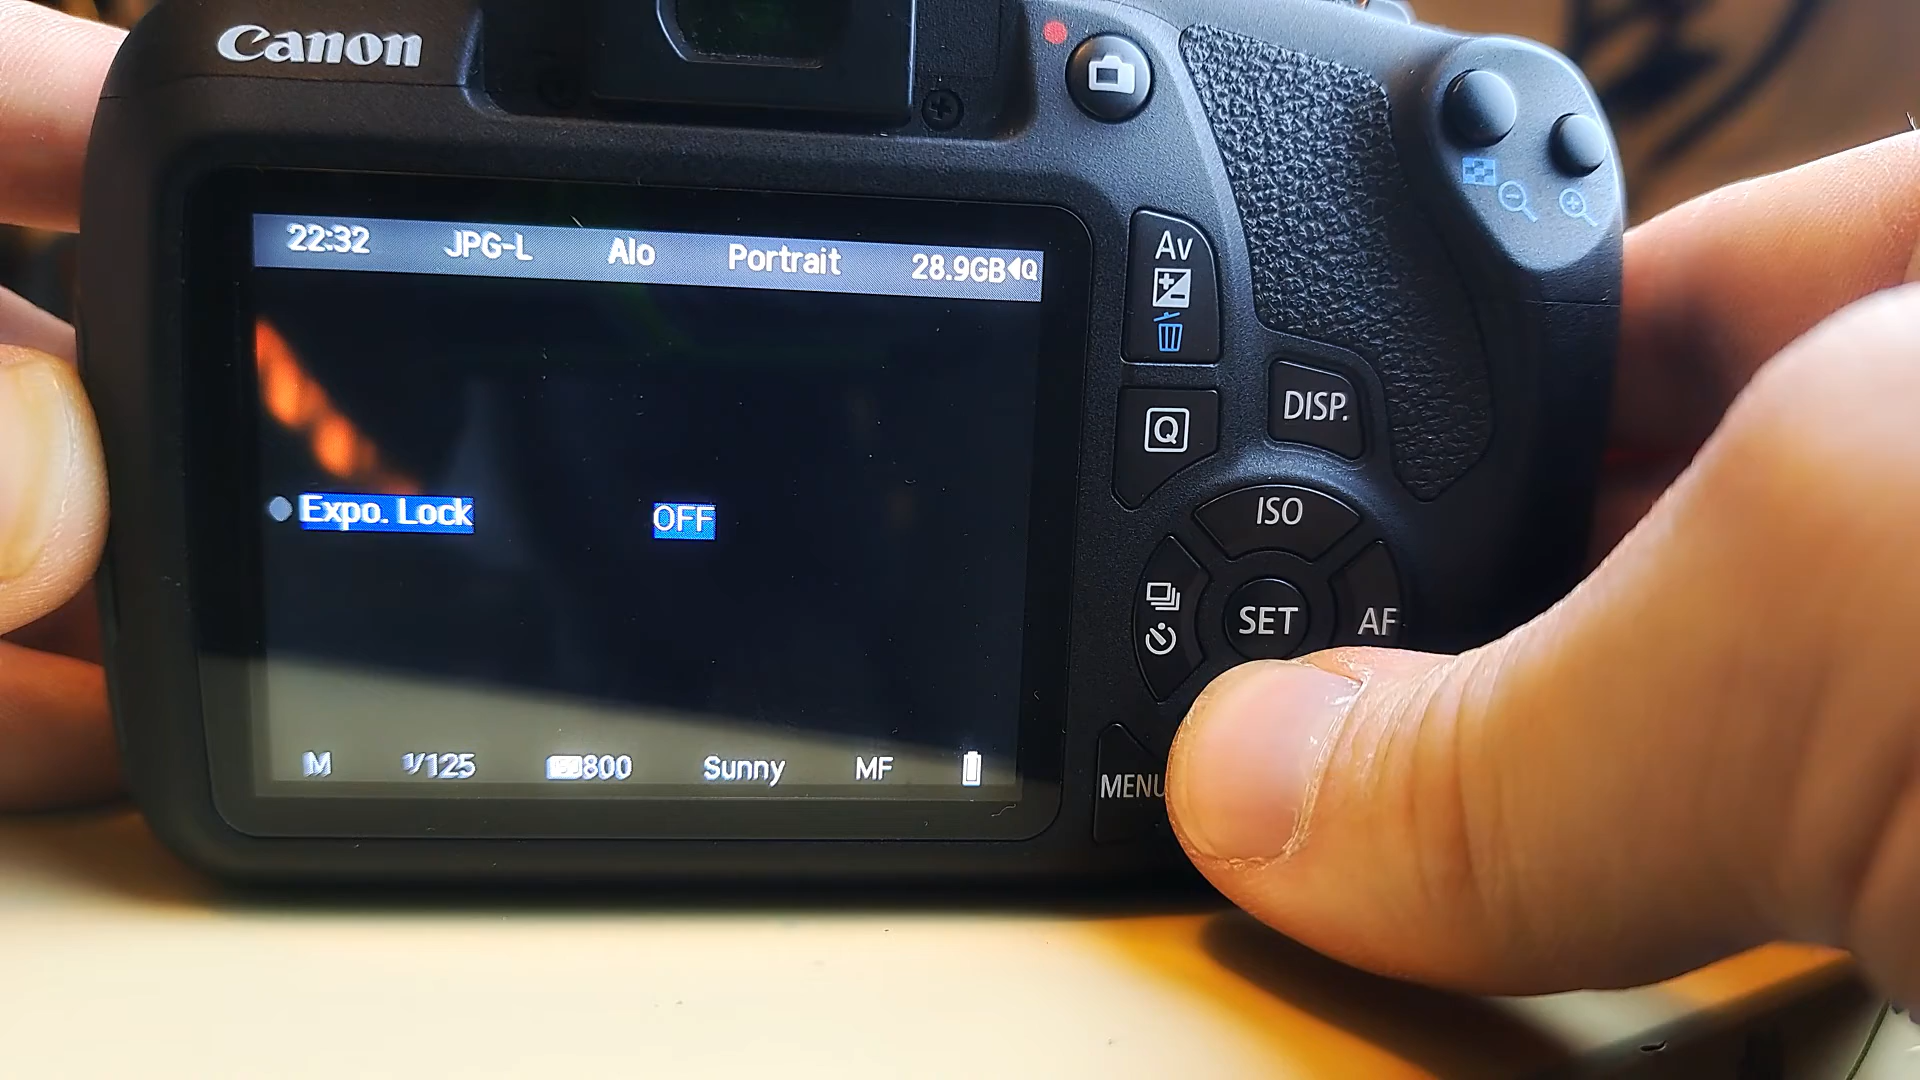 Canon
22:32 JPG-L Alo Portrait 28.9GB Q
Expo. Lock OFF
M 1/125 ISO 800 Sunny MF
Av
Q
DISP.
ISO
SET
AF
MENU